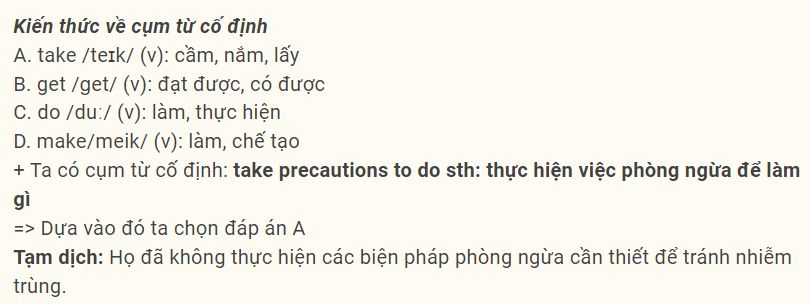 Kiến thức về cụm từ cố định
A. take /teɪk/ (v): cầm, nắm, lấy
B. get /get/ (v): đạt được, có được
C. do /duː/ (v): làm, thực hiện
D. make/meik/ (v): làm, chế tạo
+ Ta có cụm từ cố định: take precautions to do sth: thực hiện việc phòng ngừa để làm
gì
=> Dựa vào đó ta chọn đáp án A
Tạm dịch: Họ đã không thực hiện các biện pháp phòng ngừa cần thiết để tránh nhiễm
trùng.